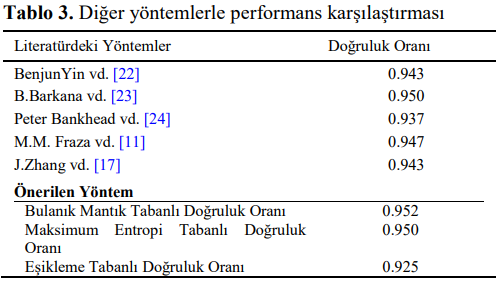 Tablo 3. Diğer yöntemlerle performans karşılaştırması
Literatürdeki Yöntemler Doğruluk Oranı
BenjunYin vd. [22] 0.943
B.Barkana vd. [23] 0.950
Peter Bankhead vd. [24] 0.937
M.M. Fraza vd. [11] 0.947
J.Zhang vd. [17] 0.943
Önerilen Yöntem
Bulanık Mantık Tabanlı Doğruluk Oranı 0.952
Maksimum Entropi Tabanlı Doğruluk 0.950
Oranı
Eşikleme Tabanlı Doğruluk Oranı 0.925